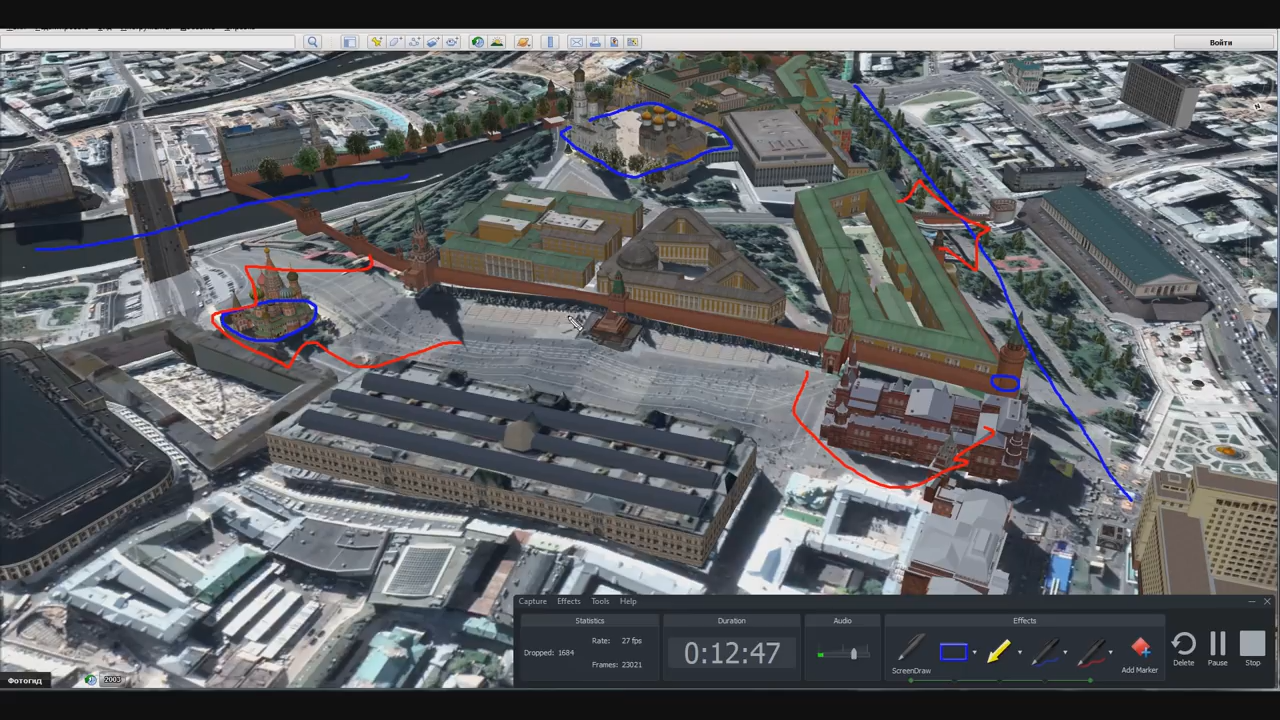 Войти
Capture Effects Tools Help
Statistics Duration Audio Effects
Rate: 27 fps
Dropped: 1684
Frames: 23021
0:12:47
ScreenDraw
Add Marker
Delete Pause Stop
Фотогид 2003